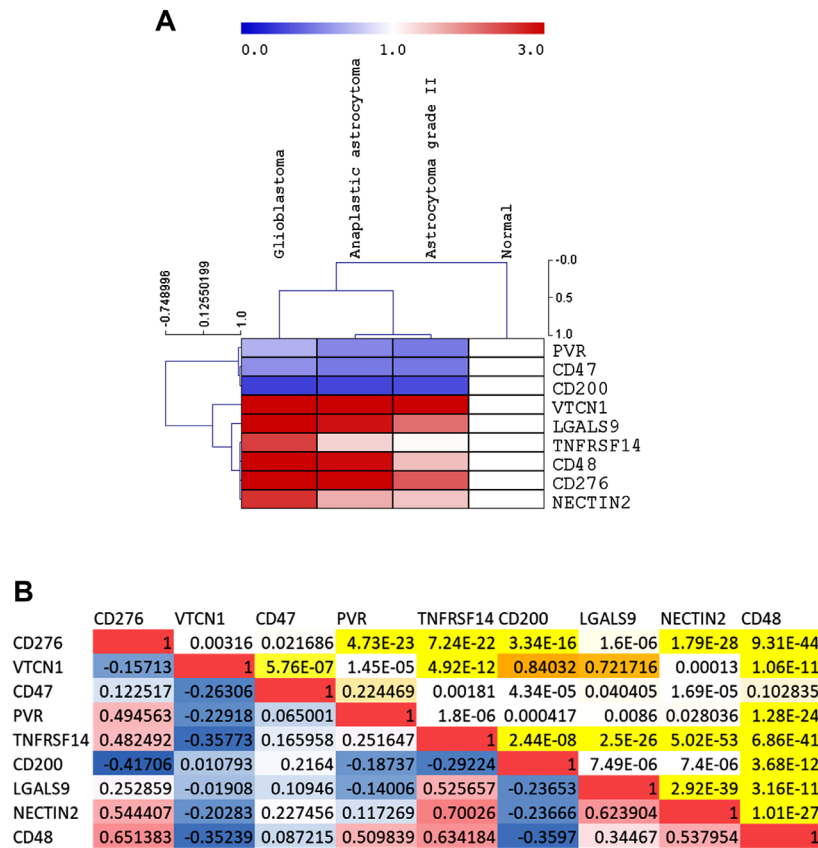 A
0.0 1.0 3.0
Glioblastoma
Anaplastic astrocytoma
Astrocytoma grade II
Normal
-0.748996
0.12550199
1.0
-0.0
0.5
1.0
PVR
CD47
CD200
VTCN1
LGALS9
TNFRSF14
CD48
CD276
NECTIN2
B
CD276 VTCN1 CD47 PVR TNFRSF14 CD200 LGALS9 NECTIN2 CD48
CD276 1 0.00316 0.021686 4.73E-23 7.24E-22 3.34E-16 1.6E-06 1.79E-28 9.31E-44
VTCN1 -0.15713 1 5.76E-07 1.45E-05 4.92E-12 0.84032 0.721716 0.00013 1.06E-11
CD47 0.122517 -0.26306 1 0.224469 0.00181 4.34E-05 0.040405 1.69E-05 0.102835
PVR 0.494563 -0.22918 0.065001 1 1.8E-06 0.000417 0.0086 0.028036 1.28E-24
TNFRSF14 0.482492 -0.35773 0.165958 0.251647 1 2.44E-08 2.5E-26 5.02E-53 6.86E-41
CD200 -0.41706 0.010793 0.2164 -0.18737 -0.29224 1 7.49E-06 7.4E-06 3.68E-12
LGALS9 0.252859 -0.01908 0.10946 -0.14006 0.525657 -0.23653 1 2.92E-39 3.16E-11
NECTIN2 0.544407 -0.20283 0.227456 0.117269 0.70026 -0.23666 0.623904 1 1.01E-27
CD48 0.651383 -0.35239 0.087215 0.509839 0.634184 -0.3597 0.34467 0.537954 1